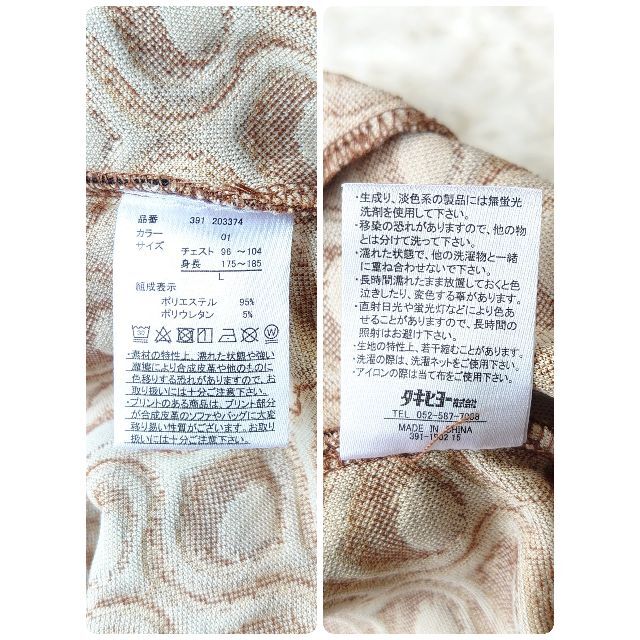 品番 391 203374
カラー 01
サイズ チェスト 96 ～104
身長 175～185
L
組成表示
ポリエステル 95%
ポリウレタン 5%
・素材の特性上、濡れた状態や強い
摩擦により合成皮革や他のものに
色移りする恐れがありますので、お
取り扱いには十分ご注意下さい。
・プリントのある商品は、プリント部分
が合成皮革のソファやバッグに大変
移り易い性質がございます。お取り
扱いには十分ご注意下さい。
・生成り、淡色系の製品には無蛍光
洗剤を使用して下さい。
・移染の恐れがありますので、他の物
とは分けて洗って下さい。
・濡れた状態で、他の洗濯物と一緒
に重ね合わせないで下さい。
・長時間濡れたまま放置しておくと色
泣きしたり、変色する事があります。
・直射日光や蛍光灯などにより色あ
せることがありますので、長時間の
照射はお避け下さい。
・生地の特性上、若干縮むことがあります。
・洗濯の際は、洗濯ネットをご使用下さい。
・アイロンの際は当て布をご使用下さい。
タキヒヨー株式会社
TEL 052-587-7
MADE IN CHINA
15